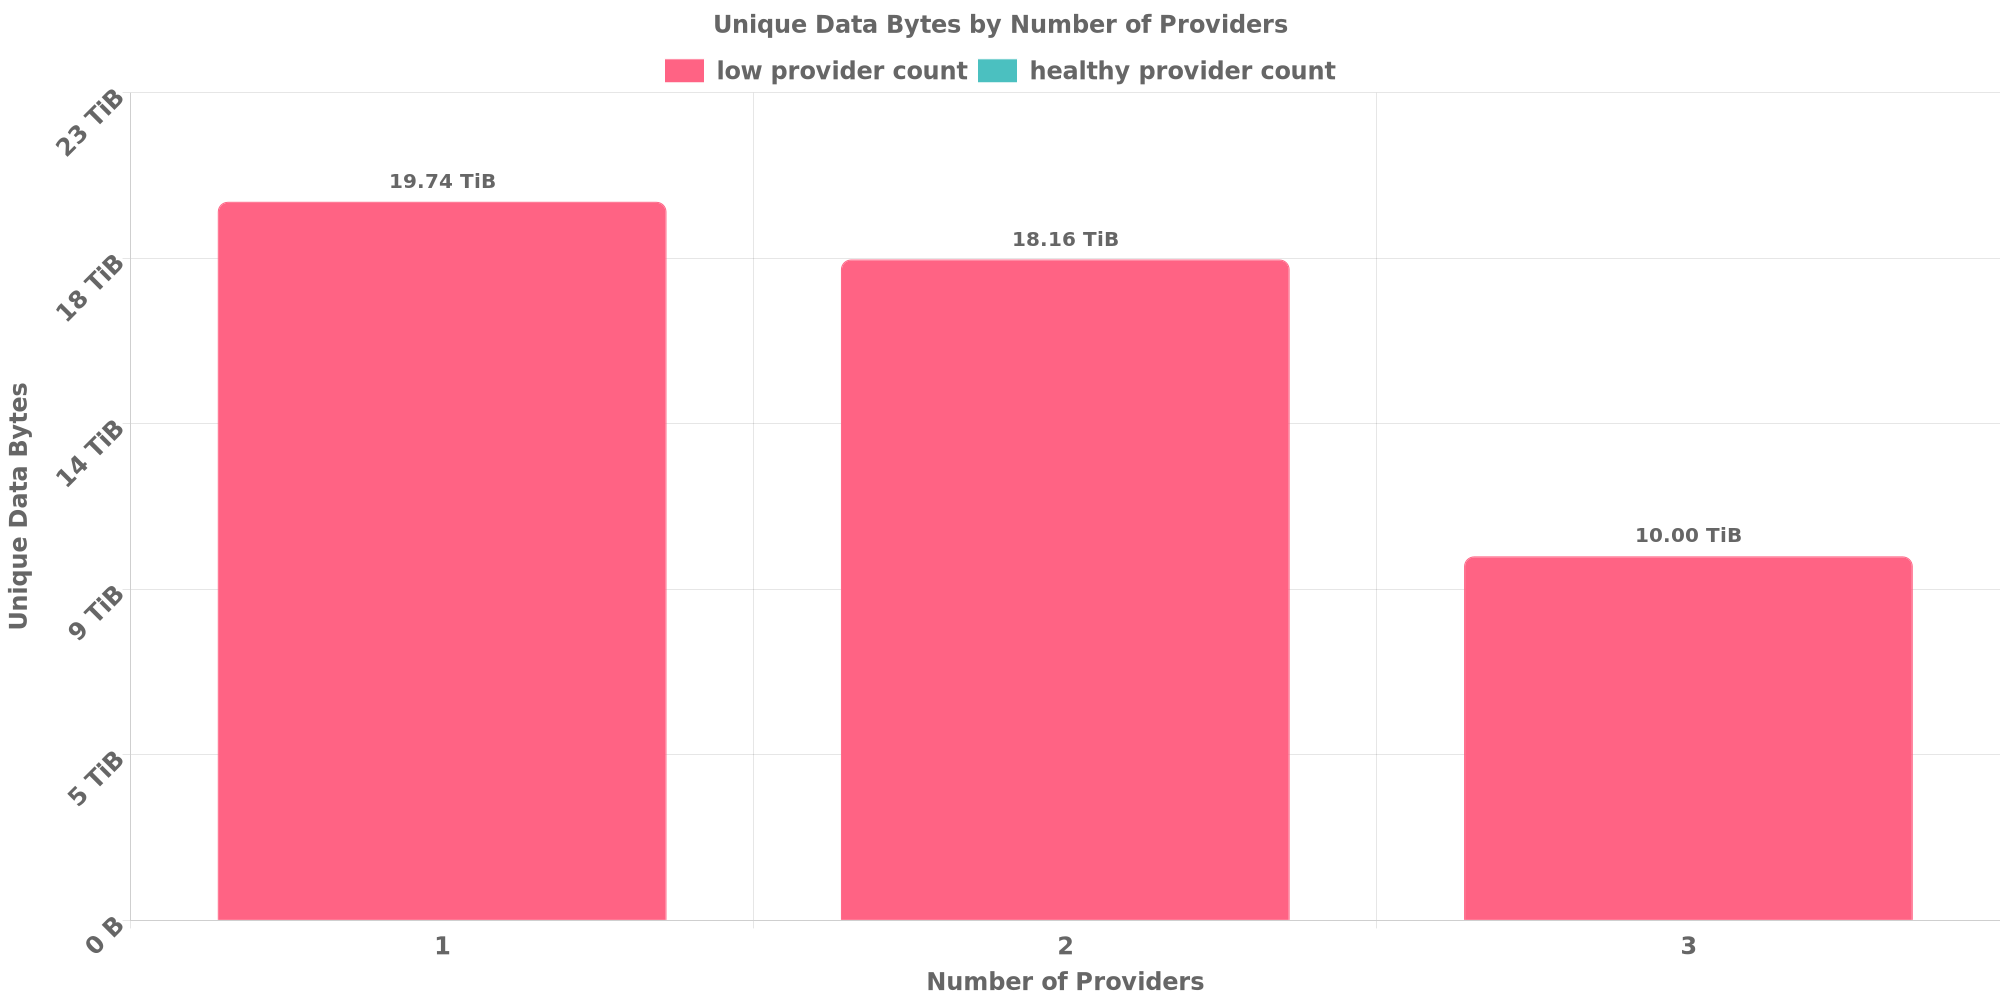 Unique Data Bytes by Number of Providers
low provider count healthy provider count
23 TiB
19.74 TiB
18.16 TiB
18 TiB
14 TiB
10.00 TiB
9 TiB
5 TiB
0 B
Unique Data Bytes
1 2 3
Number of Providers